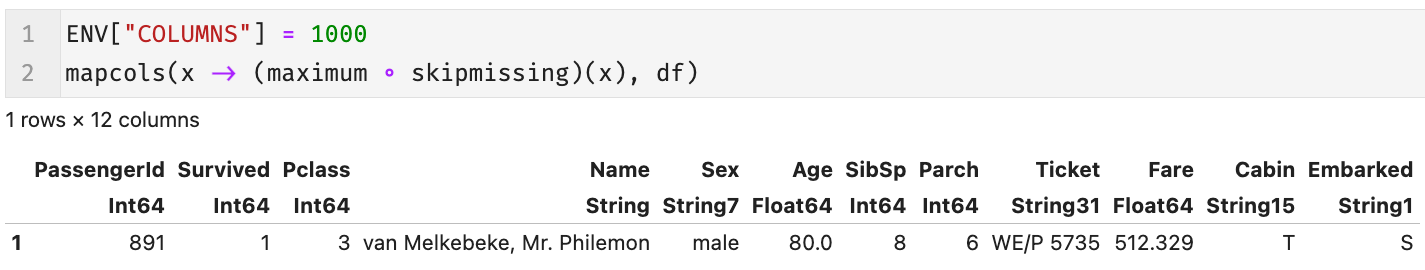 1 ENV["COLUMNS"] = 1000
2 mapcols(x → (maximum ∘ skipmissing)(x), df)
1 rows × 12 columns
PassengerId Survived Pclass Name Sex Age SibSp Parch Ticket Fare Cabin Embarked
Int64 Int64 Int64 String String7 Float64 Int64 Int64 String31 Float64 String15 String1
1 891 1 3 van Melkebeke, Mr. Philemon male 80.0 8 6 WE/P 5735 512.329 T S